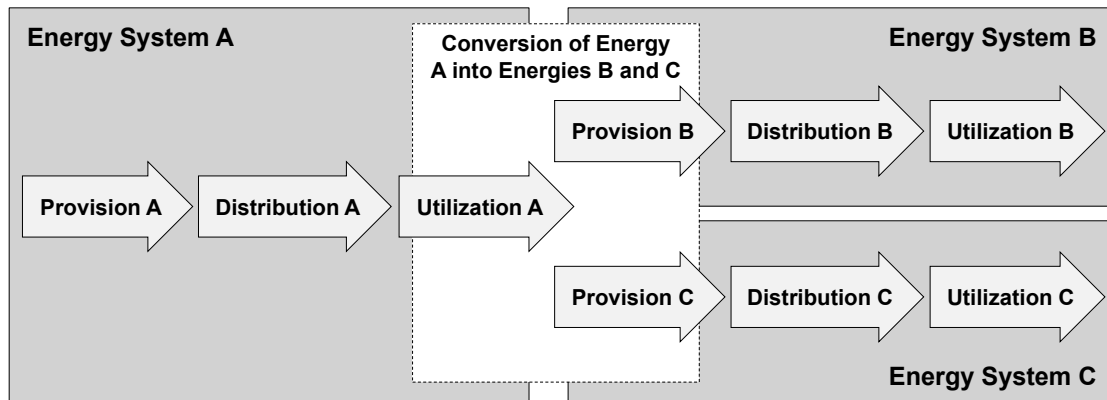 Energy System A
Conversion of Energy
A into Energies B and C
Energy System B
Provision B
Distribution B
Utilization B
Provision A
Distribution A
Utilization A
Provision C
Distribution C
Utilization C
Energy System C